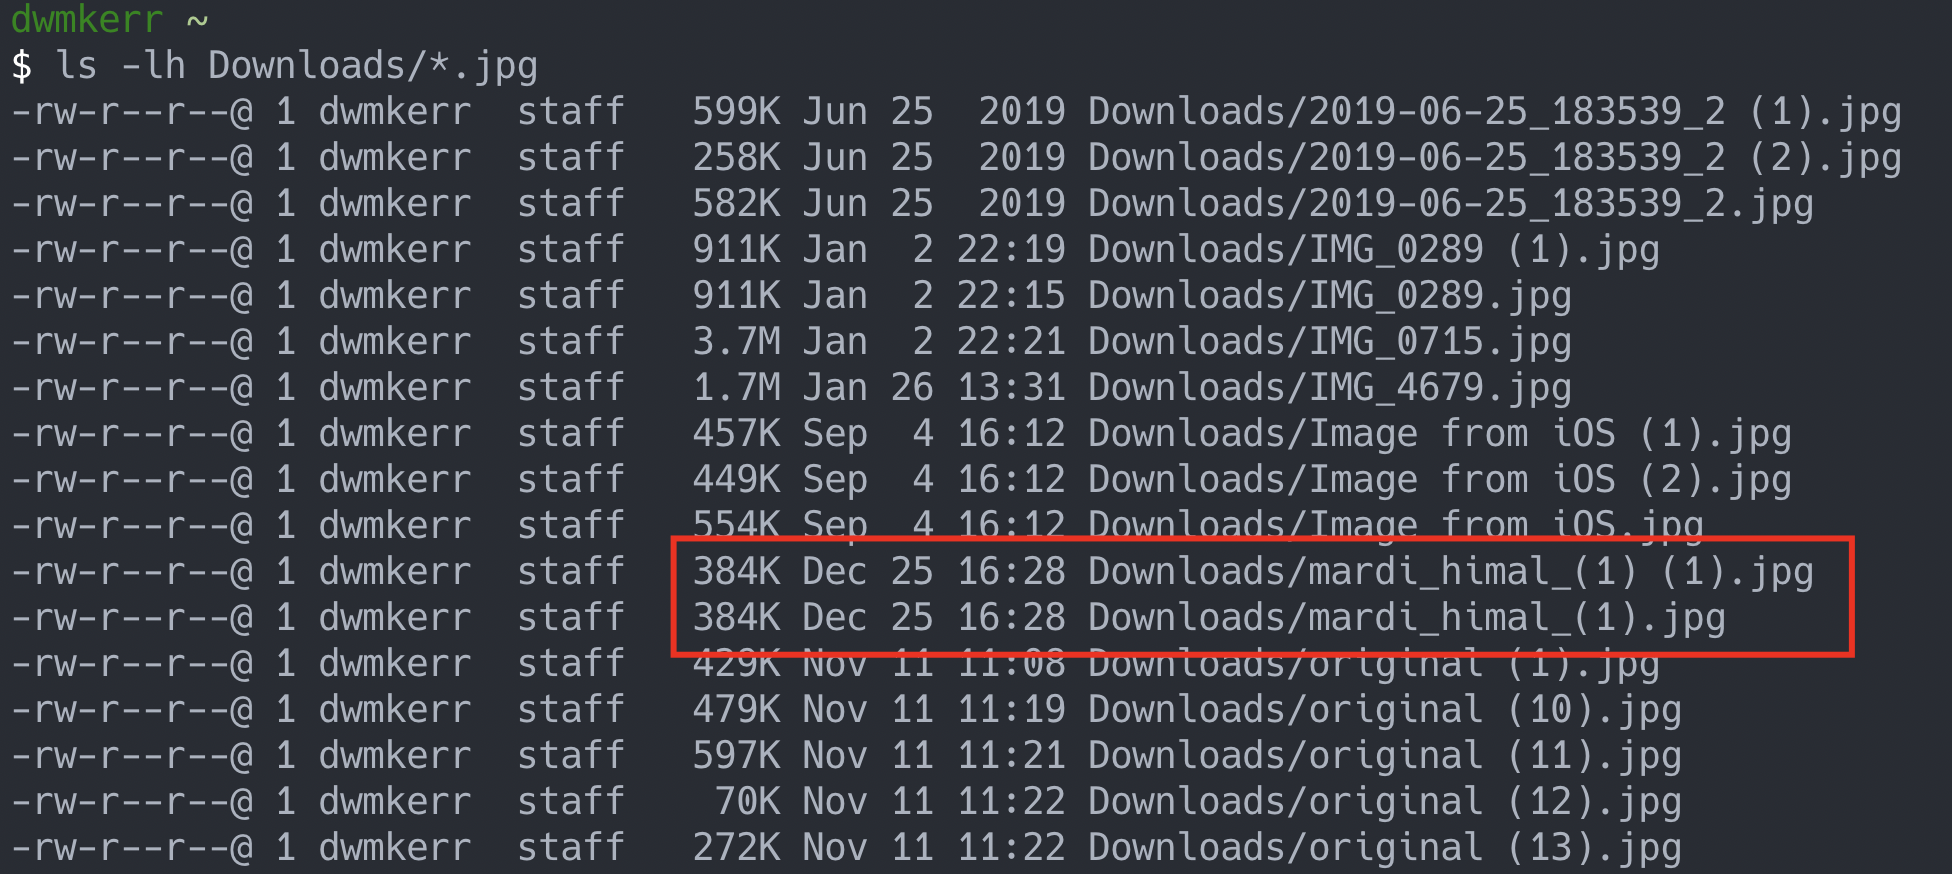 dwmkerr ~
$ ls -lh Downloads/*.jpg
-rw-r--r--@ 1 dwmkerr  staff   599K Jun 25  2019 Downloads/2019-06-25_183539_2 (1).jpg
-rw-r--r--@ 1 dwmkerr  staff   258K Jun 25  2019 Downloads/2019-06-25_183539_2 (2).jpg
-rw-r--r--@ 1 dwmkerr  staff   582K Jun 25  2019 Downloads/2019-06-25_183539_2.jpg
-rw-r--r--@ 1 dwmkerr  staff   911K Jan  2 22:19 Downloads/IMG_0289 (1).jpg
-rw-r--r--@ 1 dwmkerr  staff   911K Jan  2 22:15 Downloads/IMG_0289.jpg
-rw-r--r--@ 1 dwmkerr  staff   3.7M Jan  2 22:21 Downloads/IMG_0715.jpg
-rw-r--r--@ 1 dwmkerr  staff   1.7M Jan 26 13:31 Downloads/IMG_4679.jpg
-rw-r--r--@ 1 dwmkerr  staff   457K Sep  4 16:12 Downloads/Image from iOS (1).jpg
-rw-r--r--@ 1 dwmkerr  staff   449K Sep  4 16:12 Downloads/Image from iOS (2).jpg
-rw-r--r--@ 1 dwmkerr  staff   554K Sep  4 16:12 Downloads/Image from iOS.jpg
-rw-r--r--@ 1 dwmkerr  staff   384K Dec 25 16:28 Downloads/mardi_himal_(1) (1).jpg
-rw-r--r--@ 1 dwmkerr  staff   384K Dec 25 16:28 Downloads/mardi_himal_(1).jpg
-rw-r--r--@ 1 dwmkerr  staff   429K Nov 11 11:08 Downloads/original (1).jpg
-rw-r--r--@ 1 dwmkerr  staff   479K Nov 11 11:19 Downloads/original (10).jpg
-rw-r--r--@ 1 dwmkerr  staff   597K Nov 11 11:21 Downloads/original (11).jpg
-rw-r--r--@ 1 dwmkerr  staff    70K Nov 11 11:22 Downloads/original (12).jpg
-rw-r--r--@ 1 dwmkerr  staff   272K Nov 11 11:22 Downloads/original (13).jpg